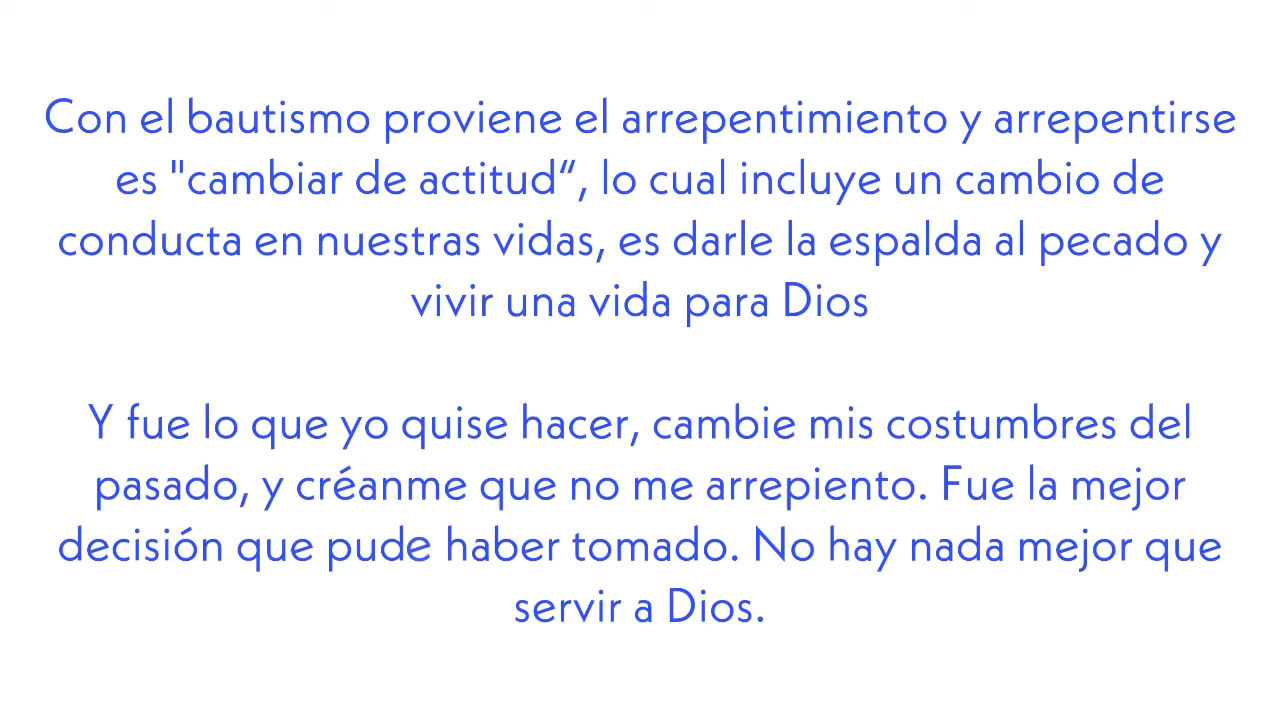 Con el bautismo proviene el arrepentimiento y arrepentirse
es "cambiar de actitud“, lo cual incluye un cambio de
conducta en nuestras vidas, es darle la espalda al pecado y
vivir una vida para Dios
Y fue lo que yo quise hacer, cambie mis costumbres del
pasado, y créanme que no me arrepiento. Fue la mejor
decisión que pude haber tomado. No hay nada mejor que
servir a Dios.